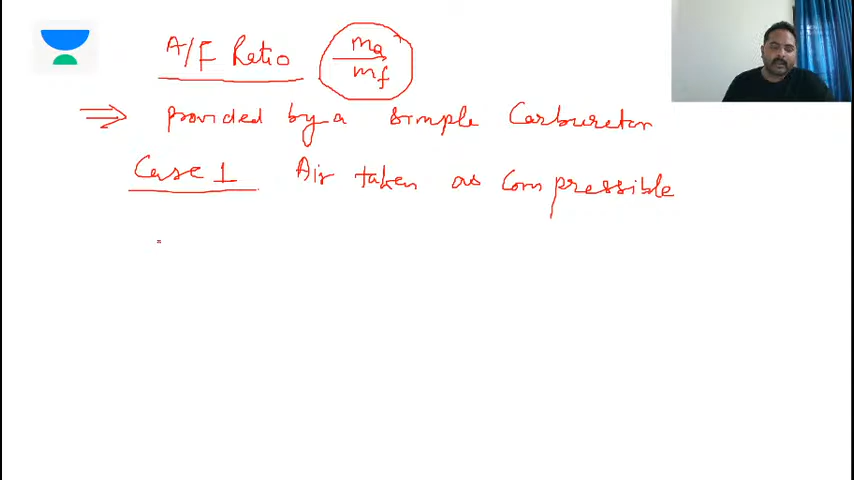 A/F Ratio ma/mf
⇒ provided by a simple Carburetor
Case 1 Air taken as Compressible